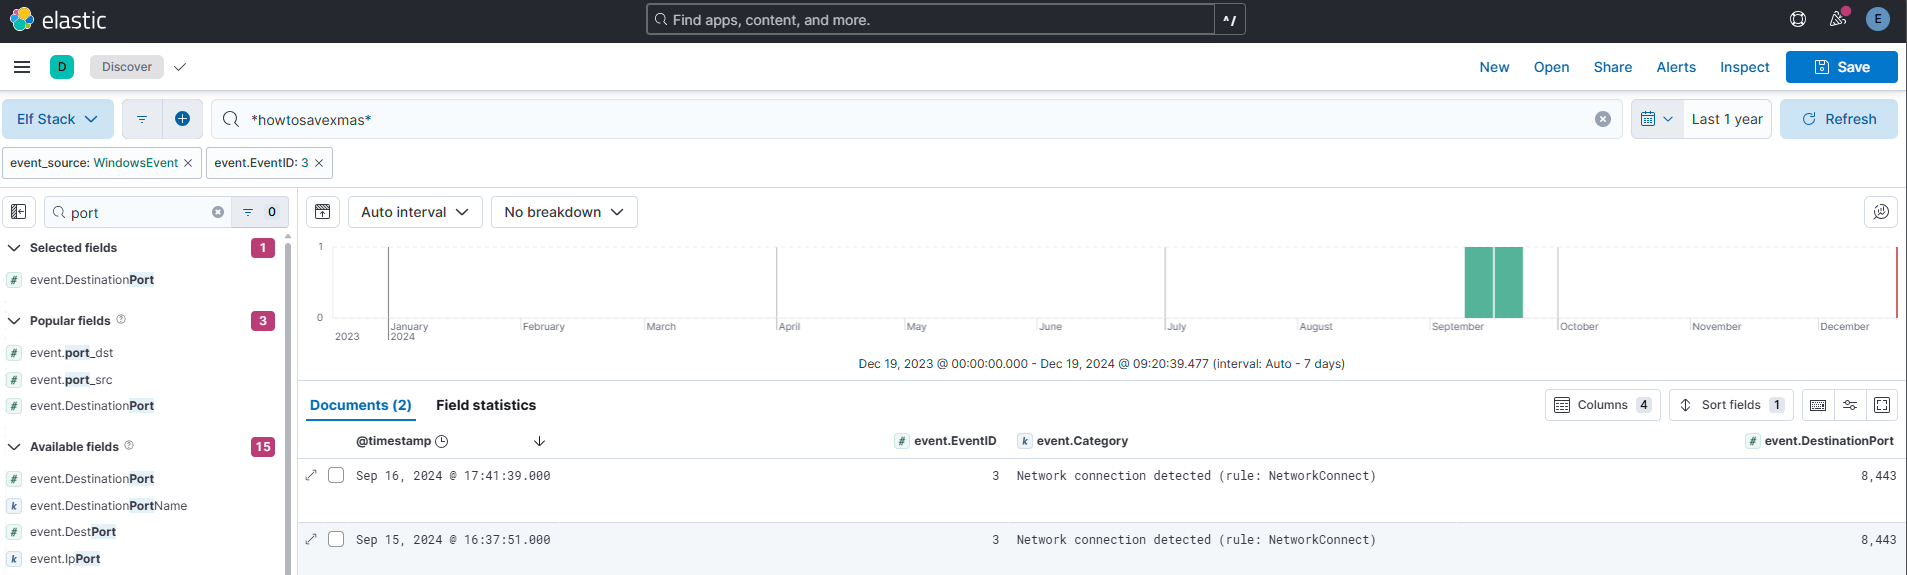 elastic
Find apps, content, and more.
^/
E
D
Discover
New
Open
Share
Alerts
Inspect
Save
Elf Stack
*howtosavexmas*
Last 1 year
Refresh
event_source: WindowsEvent ×
event.EventID: 3 ×
port
0
Auto interval
No breakdown
Selected fields
1
event.DestinationPort
Popular fields
3
event.port_dst
event.port_src
event.DestinationPort
Available fields
15
event.DestinationPort
event.DestinationPortName
event.DestPort
event.IpPort
1
0
2023
January
2024
February
March
April
May
June
July
August
September
October
November
December
Dec 19, 2023 @ 00:00:00.000 - Dec 19, 2024 @ 09:20:39.477 (interval: Auto - 7 days)
Documents (2)
Field statistics
Columns 4
Sort fields 1
@timestamp
# event.EventID
k event.Category
# event.DestinationPort
Sep 16, 2024 @ 17:41:39.000 3 Network connection detected (rule: NetworkConnect) 8,443
Sep 15, 2024 @ 16:37:51.000 3 Network connection detected (rule: NetworkConnect) 8,443